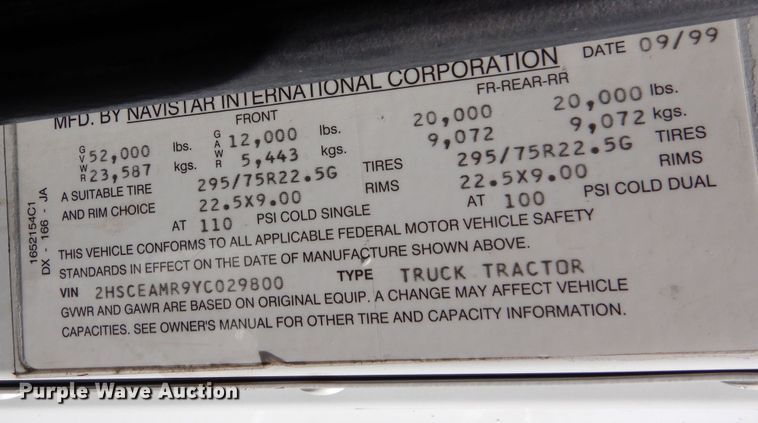 MFD. BY NAVISTAR INTERNATIONAL CORPORATION DATE 09/99
FRONT FR-REAR-RR
GVWR 52,000 lbs. GAWR 12,000 lbs. 20,000 20,000 lbs.
23,587 kgs. 5,443 kgs. 9,072 9,072 kgs.
A SUITABLE TIRE 295/75R22.5G TIRES 295/75R22.5G TIRES
AND RIM CHOICE 22.5X9.00 RIMS 22.5X9.00 RIMS
AT 110 PSI COLD SINGLE AT 100 PSI COLD DUAL
THIS VEHICLE CONFORMS TO ALL APPLICABLE FEDERAL MOTOR VEHICLE SAFETY
STANDARDS IN EFFECT ON THE DATE OF MANUFACTURE SHOWN ABOVE.
VIN 2HSCEAMR9YC029800 TYPE TRUCK TRACTOR
GVWR AND GAWR ARE BASED ON ORIGINAL EQUIP. A CHANGE MAY AFFECT VEHICLE
CAPACITIES. SEE OWNER'S MANUAL FOR OTHER TIRE AND CAPACITY INFORMATION.
1652154C1
DX - 166 - JA
Purple Wave Auction